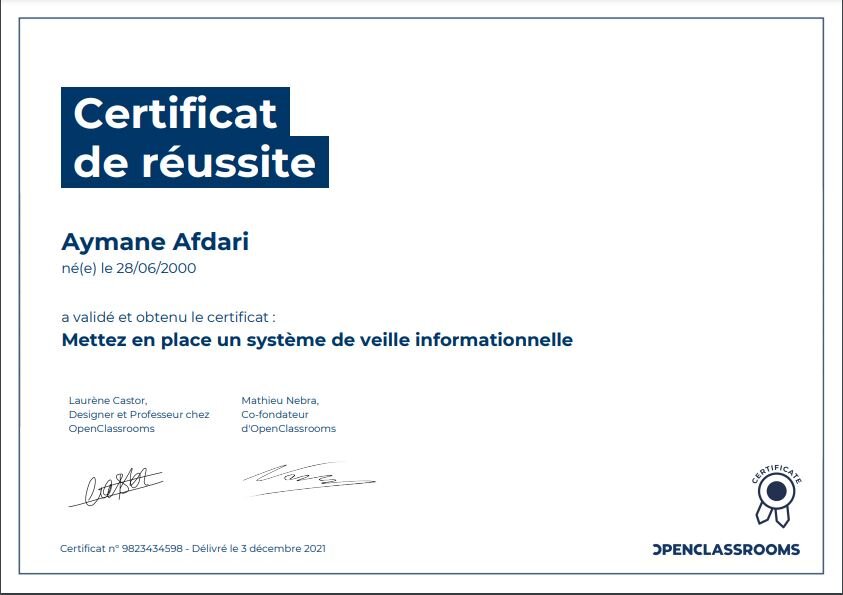 Certificat
de réussite
Aymane Afdari
né(e) le 28/06/2000
a validé et obtenu le certificat :
Mettez en place un système de veille informationnelle
Laurène Castor,
Designer et Professeur chez
OpenClassrooms
Mathieu Nebra,
Co-fondateur
d'OpenClassrooms
CERTIFICATE
Certificat n° 9823434598 - Délivré le 3 décembre 2021
OPENCLASSROOMS